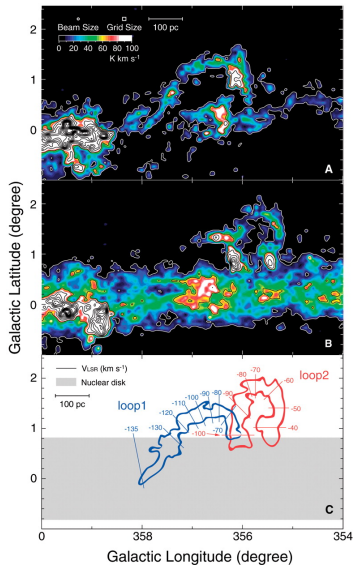 Beam Size Grid Size
0 20 40 60 80 100
K km s-1
100 pc
2
1
0
A
2
1
0
B
Galactic Latitude (degree)
VLSR (km s-1)
Nuclear disk
100 pc
loop1
loop2
-135
-130
-120
-110
-100
-90
-80
-80
-70
-100
-90
-80
-70
-60
-50
-40
2
1
0
C
0 358 356 354
Galactic Longitude (degree)